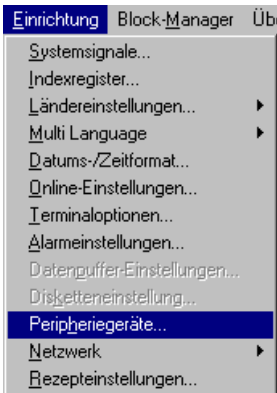 Einrichtung Block-Manager Üb
Systemsignale...
Indexregister...
Ländereinstellungen...
Multi Language
Datums-/Zeitformat...
Online-Einstellungen...
Terminaloptionen...
Alarmeinstellungen...
Datenpuffer-Einstellungen...
Disketteneinstellung...
Peripheriegeräte...
Netzwerk
Rezepteinstellungen...